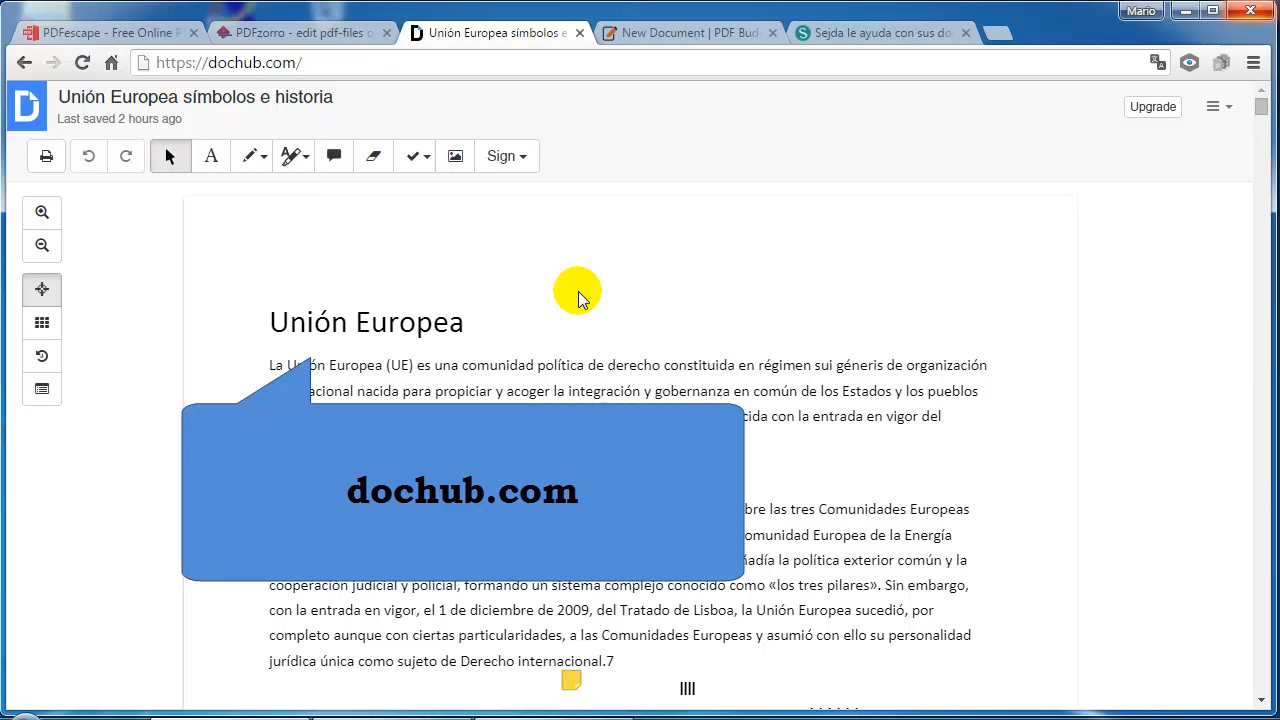 Mario
PDFescape - Free Online P
PDFzorro - edit pdf-files o
Unión Europea símbolos e
New Document | PDF Bud
Sejda le ayuda con sus do
https://dochub.com/
Unión Europea símbolos e historia
Last saved 2 hours ago
Upgrade
A
Sign
Unión Europea
La Unión Europea (UE) es una comunidad política de derecho constituida en régimen sui géneris de organización
nacional nacida para propiciar y acoger la integración y gobernanza en común de los Estados y los pueblos
cida con la entrada en vigor del
dochub.com
bre las tres Comunidades Europeas
omunidad Europea de la Energía
ñadía la política exterior común y la
cooperación judicial y policial, formando un sistema complejo conocido como «los tres pilares». Sin embargo,
con la entrada en vigor, el 1 de diciembre de 2009, del Tratado de Lisboa, la Unión Europea sucedió, por
completo aunque con ciertas particularidades, a las Comunidades Europeas y asumió con ello su personalidad
jurídica única como sujeto de Derecho internacional.7